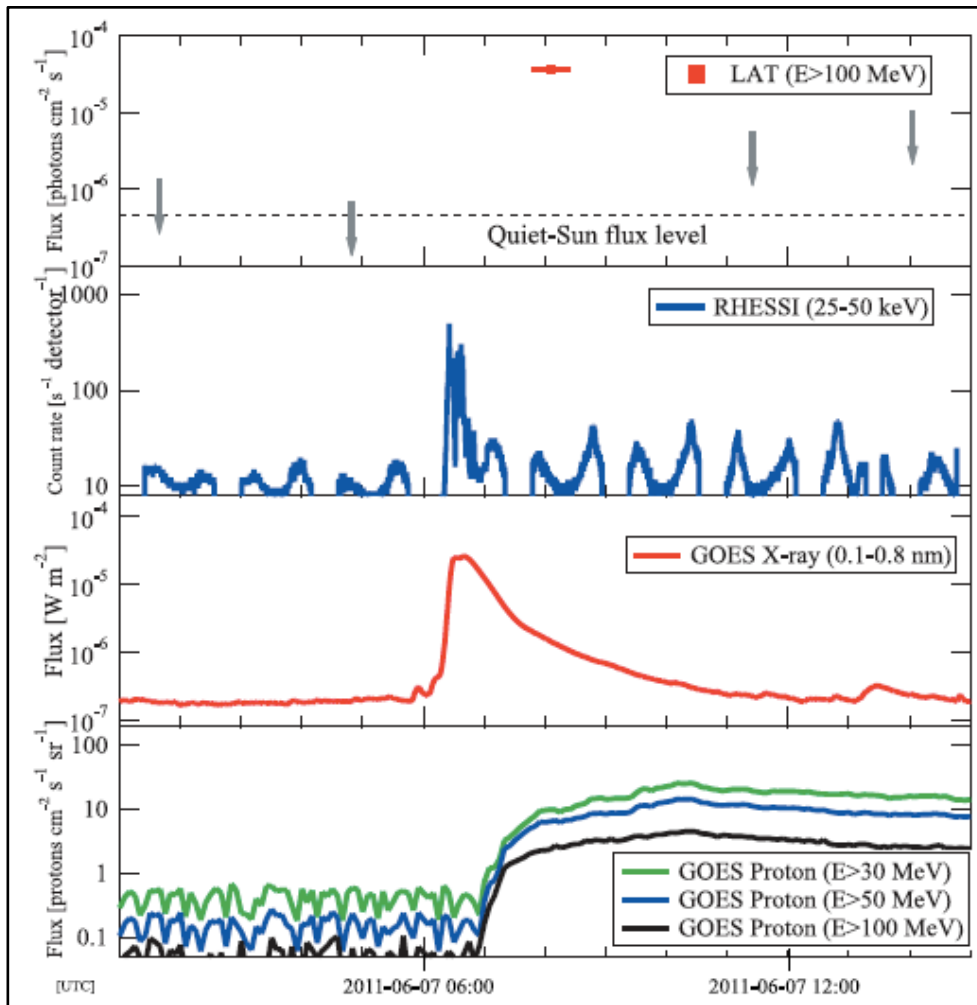 10⁻⁴
10⁻⁵
10⁻⁶
10⁻⁷
Flux [photons cm⁻² s⁻¹]
LAT (E>100 MeV)
Quiet-Sun flux level
1000
100
10
Count rate [s⁻¹ detector⁻¹]
RHESSI (25-50 keV)
10⁻⁴
10⁻⁵
10⁻⁶
10⁻⁷
Flux [W m⁻²]
GOES X-ray (0.1-0.8 nm)
100
10
1
0.1
Flux [protons cm⁻² s⁻¹ sr⁻¹]
GOES Proton (E>30 MeV)
GOES Proton (E>50 MeV)
GOES Proton (E>100 MeV)
[UTC]
2011-06-07 06:00
2011-06-07 12:00